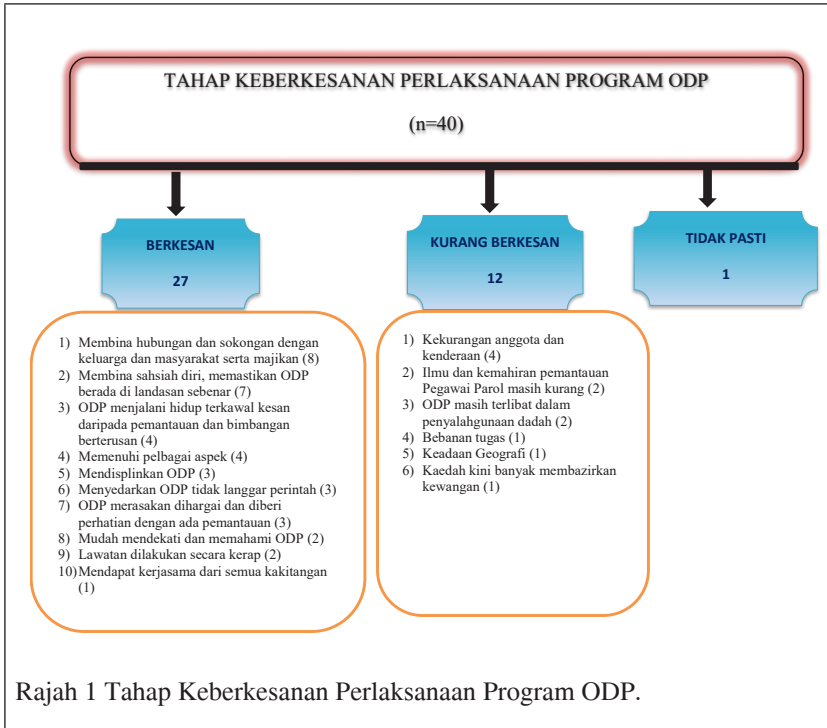 TAHAP KEBERKESANAN PERLAKSANAAN PROGRAM ODP
(n=40)
BERKESAN
27
KURANG BERKESAN
12
TIDAK PASTI
1
1) Membina hubungan dan sokongan dengan
keluarga dan masyarakat serta majikan (8)
2) Membina sahsiah diri, memastikan ODP
berada di landasan sebenar (7)
3) ODP menjalani hidup terkawal kesan
daripada pemantauan dan bimbangan
berterusan (4)
4) Memenuhi pelbagai aspek (4)
5) Mendisplinkan ODP (3)
6) Menyedarkan ODP tidak langgar perintah (3)
7) ODP merasakan dihargai dan diberi
perhatian dengan ada pemantauan (3)
8) Mudah mendekati dan memahami ODP (2)
9) Lawatan dilakukan secara kerap (2)
10) Mendapat kerjasama dari semua kakitangan
(1)
1) Kekurangan anggota dan
kenderaan (4)
2) Ilmu dan kemahiran pemantauan
Pegawai Parol masih kurang (2)
3) ODP masih terlibat dalam
penyalahgunaan dadah (2)
4) Bebanan tugas (1)
5) Keadaan Geografi (1)
6) Kaedah kini banyak membazirkan
kewangan (1)
Rajah 1 Tahap Keberkesanan Perlaksanaan Program ODP.